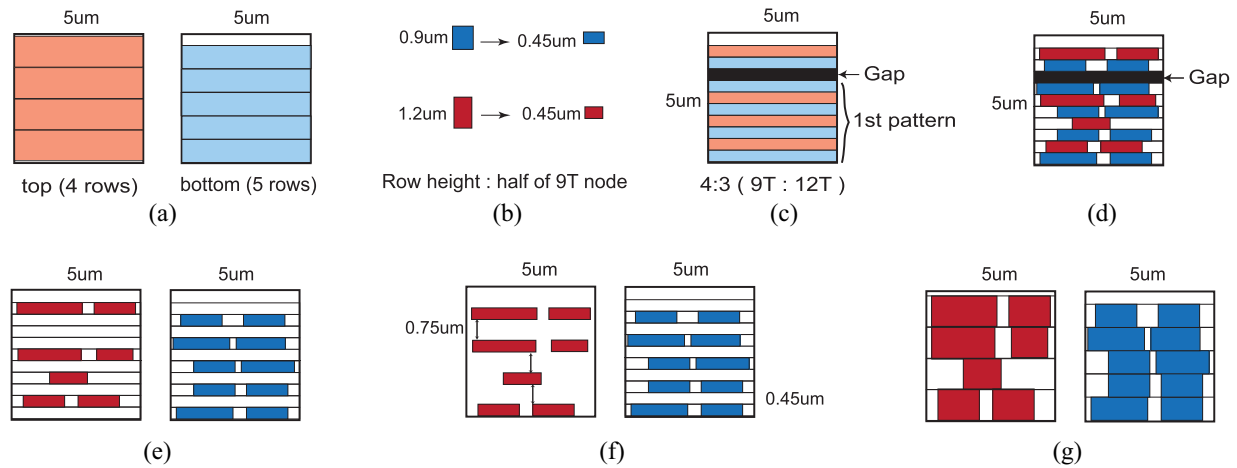 5um
5um
top (4 rows)
bottom (5 rows)
(a)
0.9um
0.45um
1.2um
0.45um
Row height : half of 9T node
(b)
5um
5um
Gap
1st pattern
4:3 ( 9T : 12T )
(c)
5um
5um
Gap
(d)
5um
5um
(e)
5um
5um
0.75um
0.45um
(f)
5um
5um
(g)